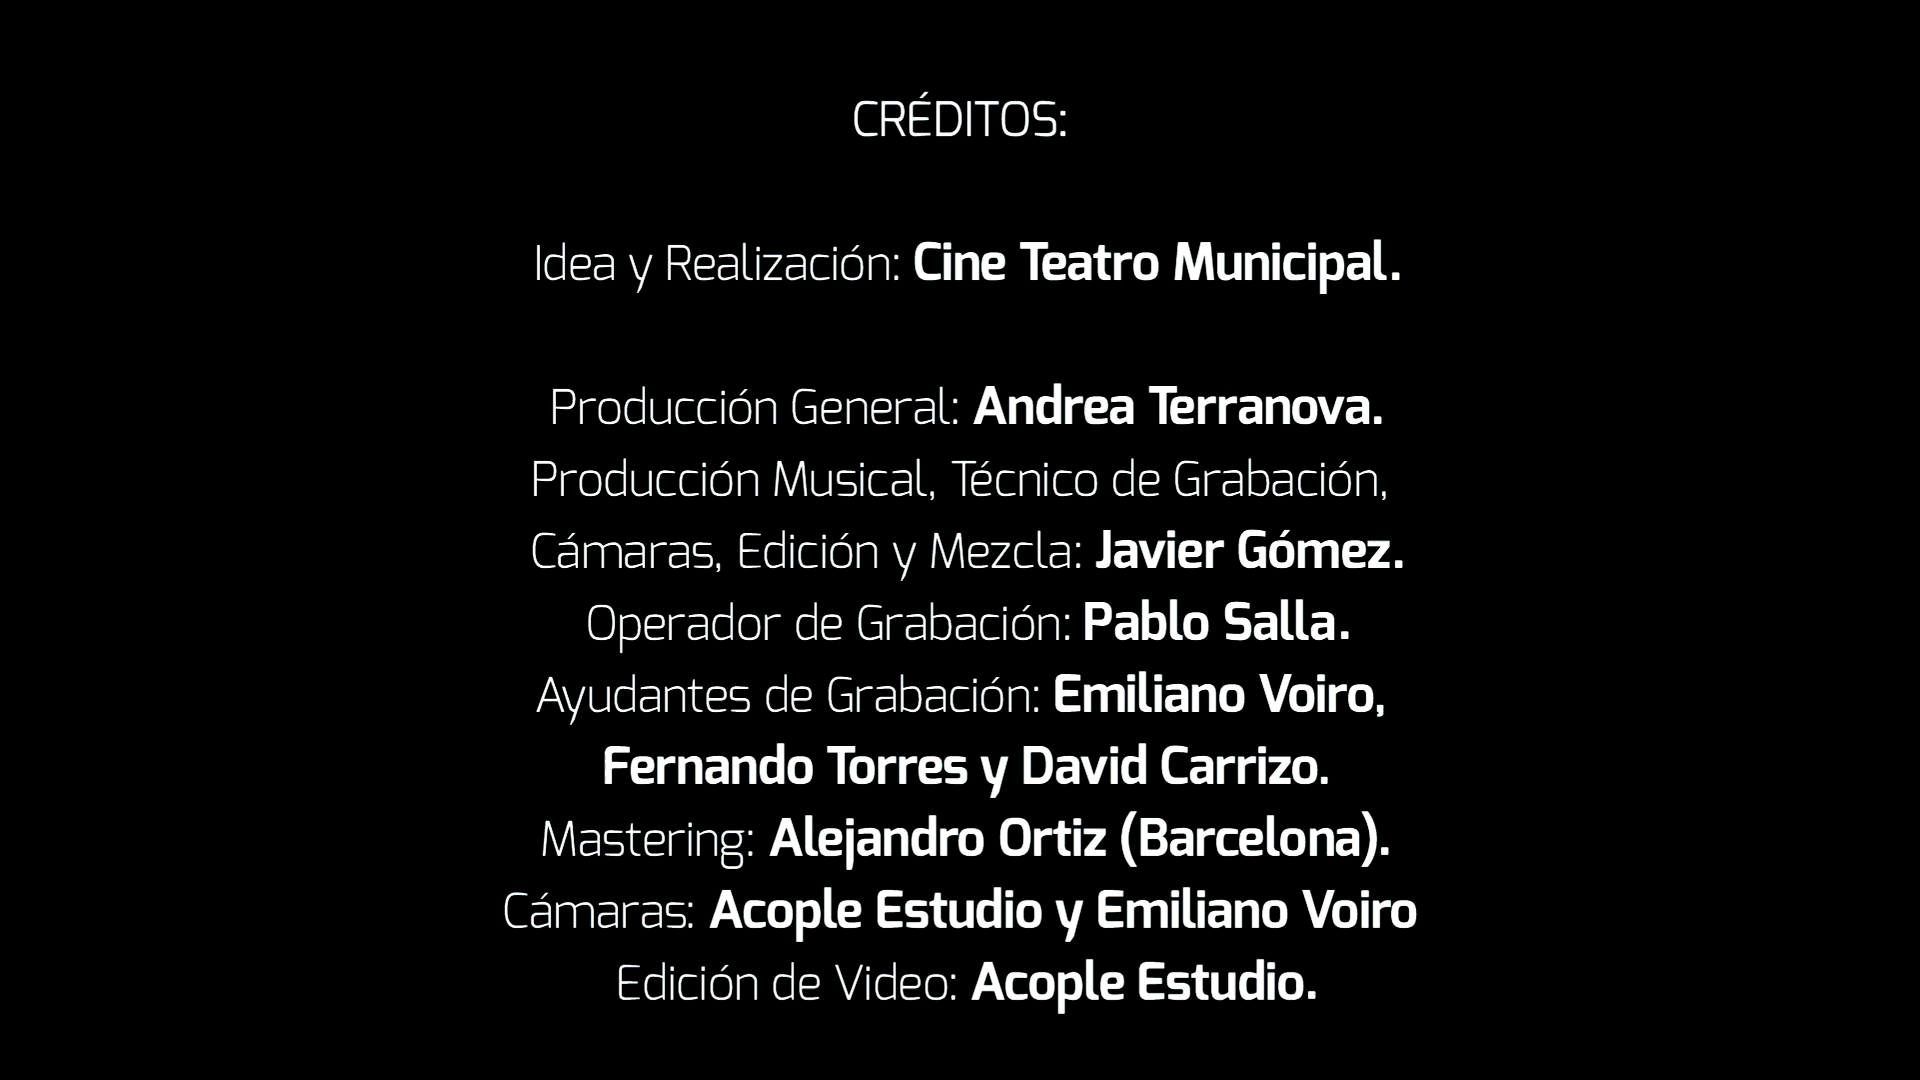 CRÉDITOS:
Idea y Realización: Cine Teatro Municipal.
Producción General: Andrea Terranova.
Producción Musical, Técnico de Grabación,
Cámaras, Edición y Mezcla: Javier Gómez.
Operador de Grabación: Pablo Salla.
Ayudantes de Grabación: Emiliano Voiro,
Fernando Torres y David Carrizo.
Mastering: Alejandro Ortiz (Barcelona).
Cámaras: Acople Estudio y Emiliano Voiro
Edición de Video: Acople Estudio.